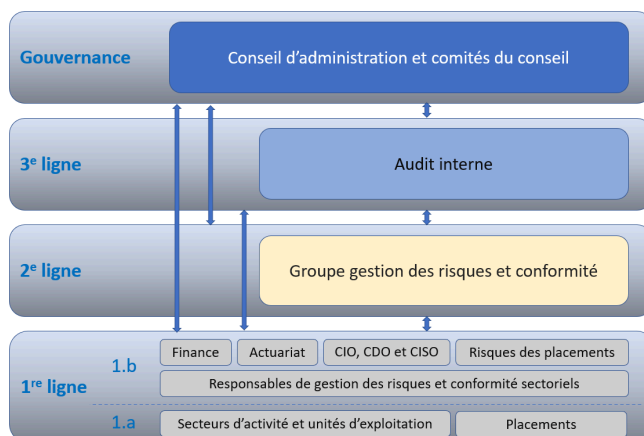 Gouvernance
Conseil d’administration et comités du conseil
3e ligne
Audit interne
2e ligne
Groupe gestion des risques et conformité
1re ligne
1.b
Finance
Actuariat
CIO, CDO et CISO
Risques des placements
Responsables de gestion des risques et conformité sectoriels
1.a
Secteurs d’activité et unités d’exploitation
Placements